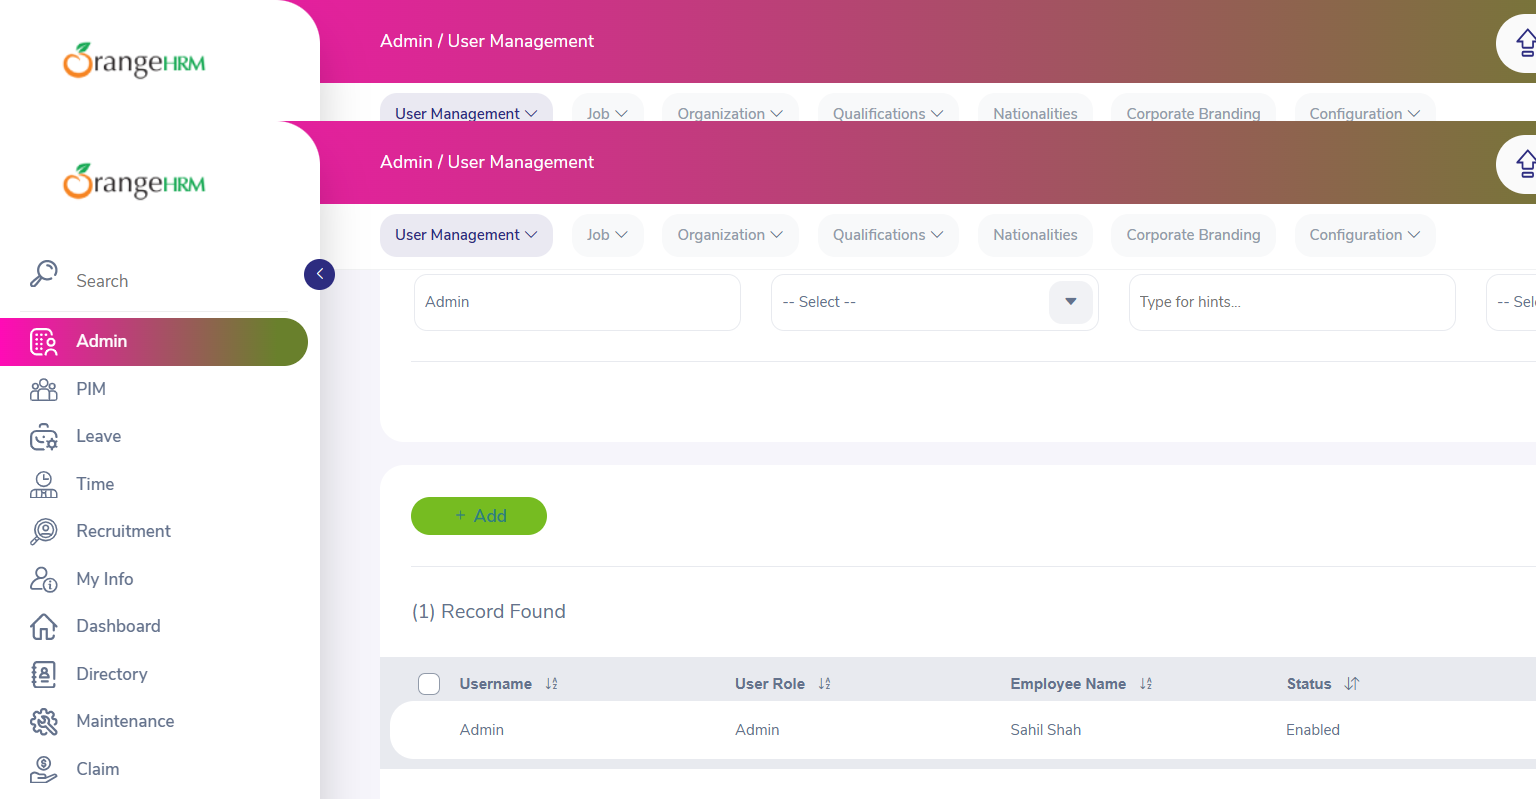 OrangeHRM
Admin / User Management
User Management Job Organization Qualifications Nationalities Corporate Branding Configuration
OrangeHRM
Admin / User Management
User Management Job Organization Qualifications Nationalities Corporate Branding Configuration
Search
Admin
PIM
Leave
Time
Recruitment
My Info
Dashboard
Directory
Maintenance
Claim
Admin -- Select -- Type for hints...
+ Add
(1) Record Found
Username User Role Employee Name Status
Admin Admin Sahil Shah Enabled